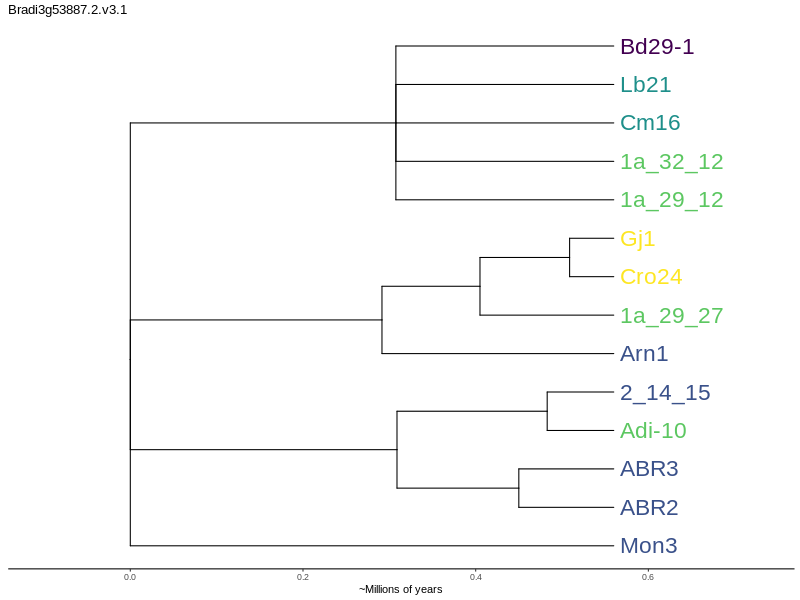 Bradi3g53887.2.v3.1
Bd29-1
Lb21
Cm16
1a_32_12
1a_29_12
Gj1
Cro24
1a_29_27
Arn1
2_14_15
Adi-10
ABR3
ABR2
Mon3
0.0 0.2 0.4 0.6
~Millions of years